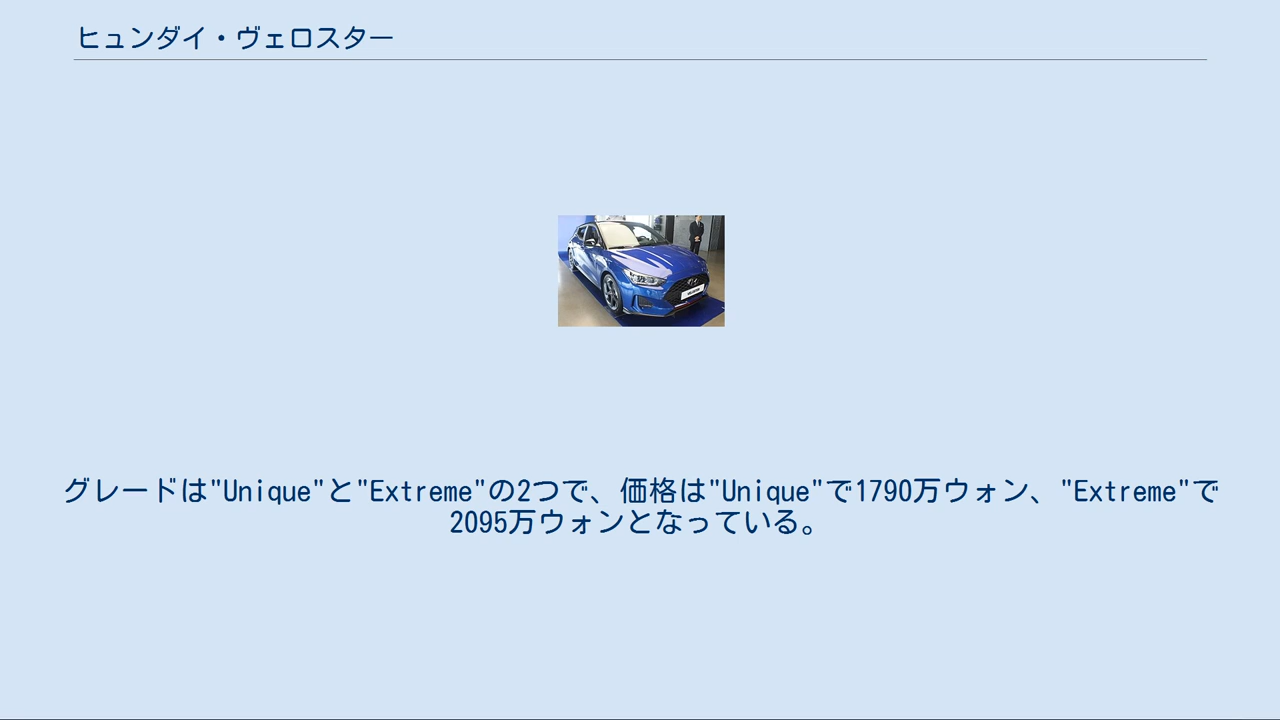 ヒュンダイ・ヴェロスター
グレードは"Unique"と"Extreme"の2つで、価格は"Unique"で1790万ウォン、"Extreme"で
2095万ウォンとなっている。